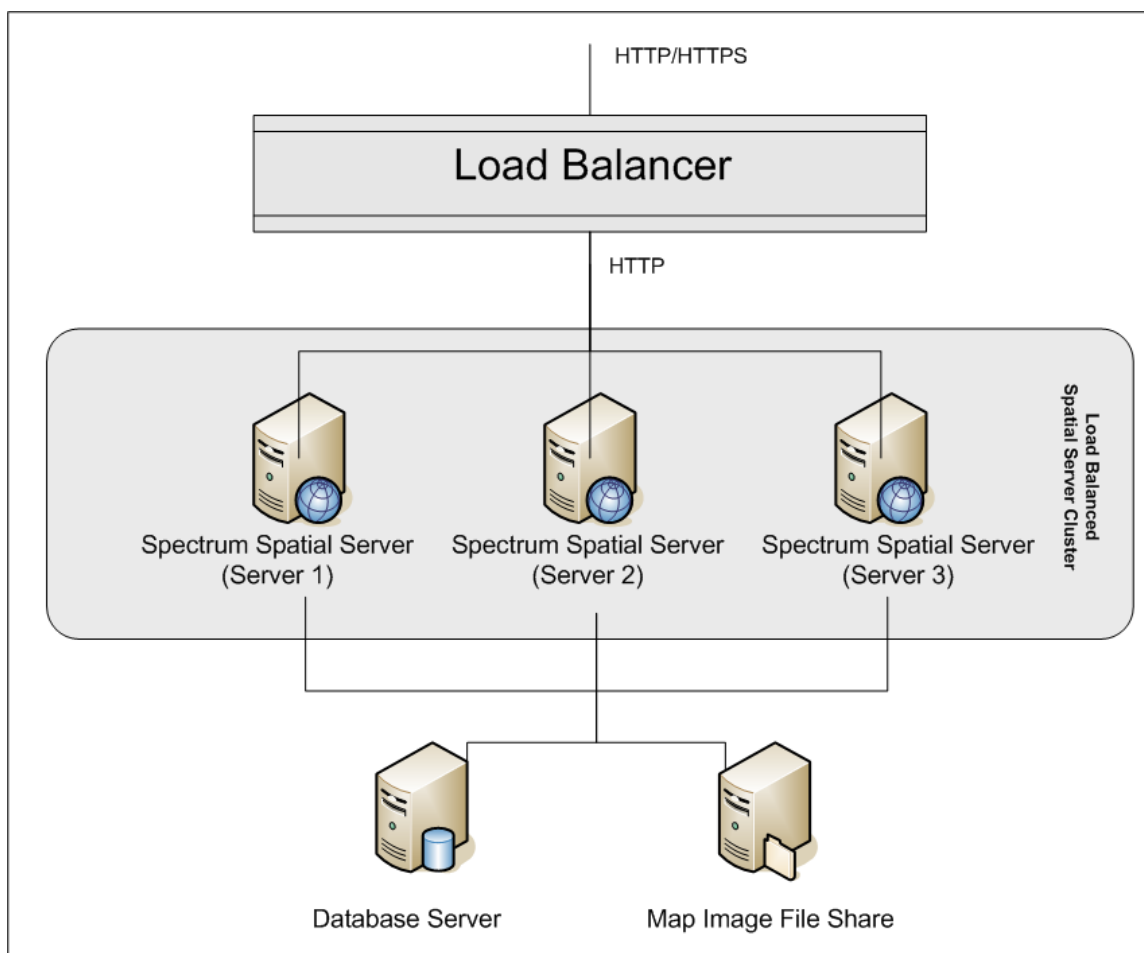 HTTP/HTTPS
Load Balancer
HTTP
Load Balanced
Spatial Server Cluster
Spectrum Spatial Server
(Server 1)
Spectrum Spatial Server
(Server 2)
Spectrum Spatial Server
(Server 3)
Database Server
Map Image File Share